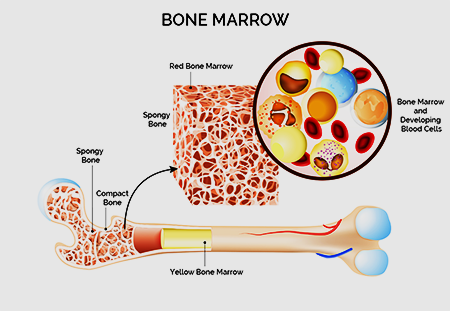 BONE MARROW
Red Bone Marrow
Spongy
Bone
Bone Marrow
and
Developing
Blood Cells
Spongy
Bone
Compact
Bone
Yellow Bone Marrow